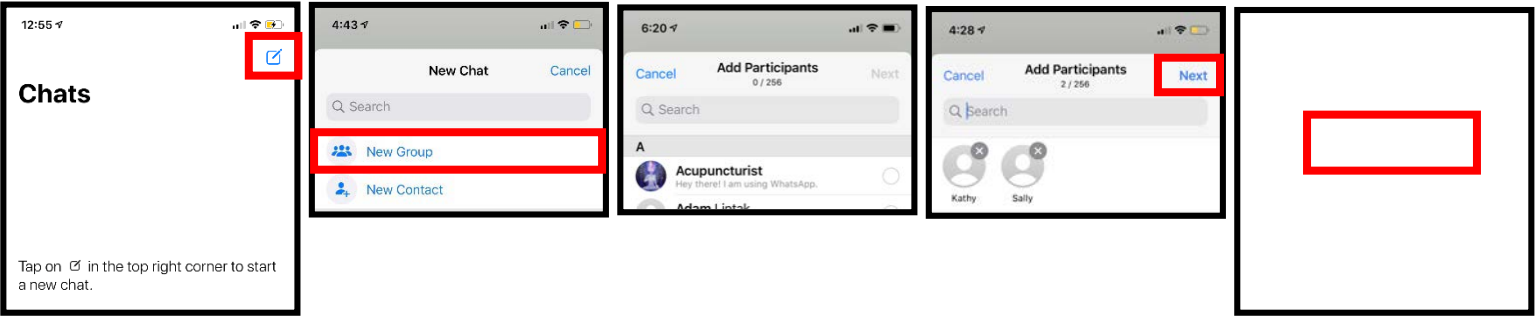 12:55
Chats
Tap on in the top right corner to start
a new chat.
4:43
New Chat
Cancel
Search
New Group
New Contact
6:20
Cancel
Add Participants
Next
0 / 256
Search
A
Acupuncturist
Hey there! I am using WhatsApp.
Adam Liptak
4:28
Cancel
Add Participants
Next
2 / 256
Search
Kathy
Sally